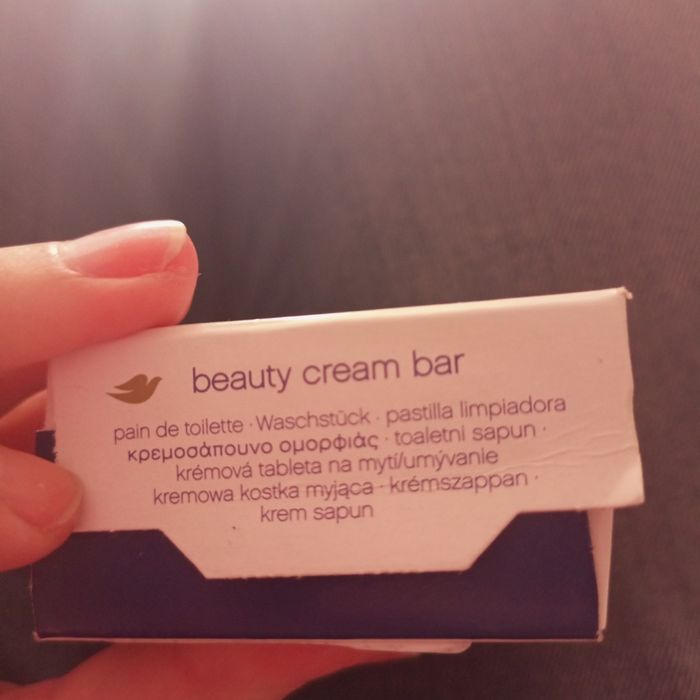 beauty cream bar
pain de toilette · Waschstück · pastilla limpiadora
κρεμοσάπουνο ομορφιάς · toaletni sapun ·
krémová tableta na mytí/umývanie
kremowa kostka myjąca · krémszappan ·
krem sapun